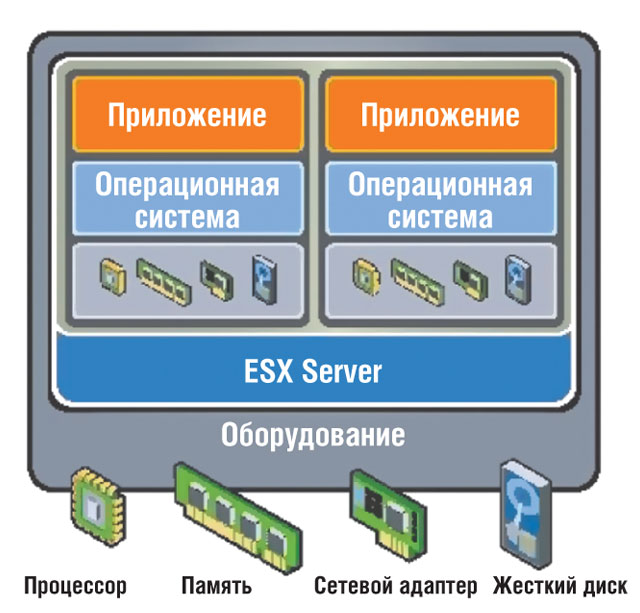 Приложение
Приложение
Операционная
система
Операционная
система
ESX Server
Оборудование
Процессор
Память
Сетевой адаптер
Жесткий диск